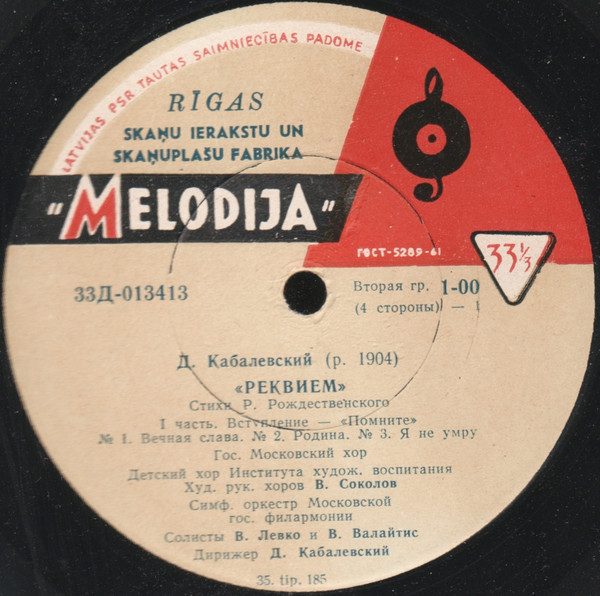 LATVIJAS PSR TAUTAS SAIMNIECĪBAS PADOME
RĪGAS
SKAŅU IERAKSTU UN
SKAŅUPLAŠU FABRIKA
"MELODIJA"
ГОСТ-5289-61
33⅓
33Д-013413
Вторая гр. 1-00
(4 стороны) — 1
Д. Кабалевский (р. 1904)
«РЕКВИЕМ»
Стихи Р. Рождественского
I часть. Вступление — «Помните»
№ 1. Вечная слава. № 2. Родина. № 3. Я не умру
Гос. Московский хор
Детский хор Института худож. воспитания
Худ. рук. хоров В. Соколов
Симф. оркестр Московской
гос. филармонии
Солисты В. Левко и В. Валайтис
Дирижер Д. Кабалевский
35. tip. 185